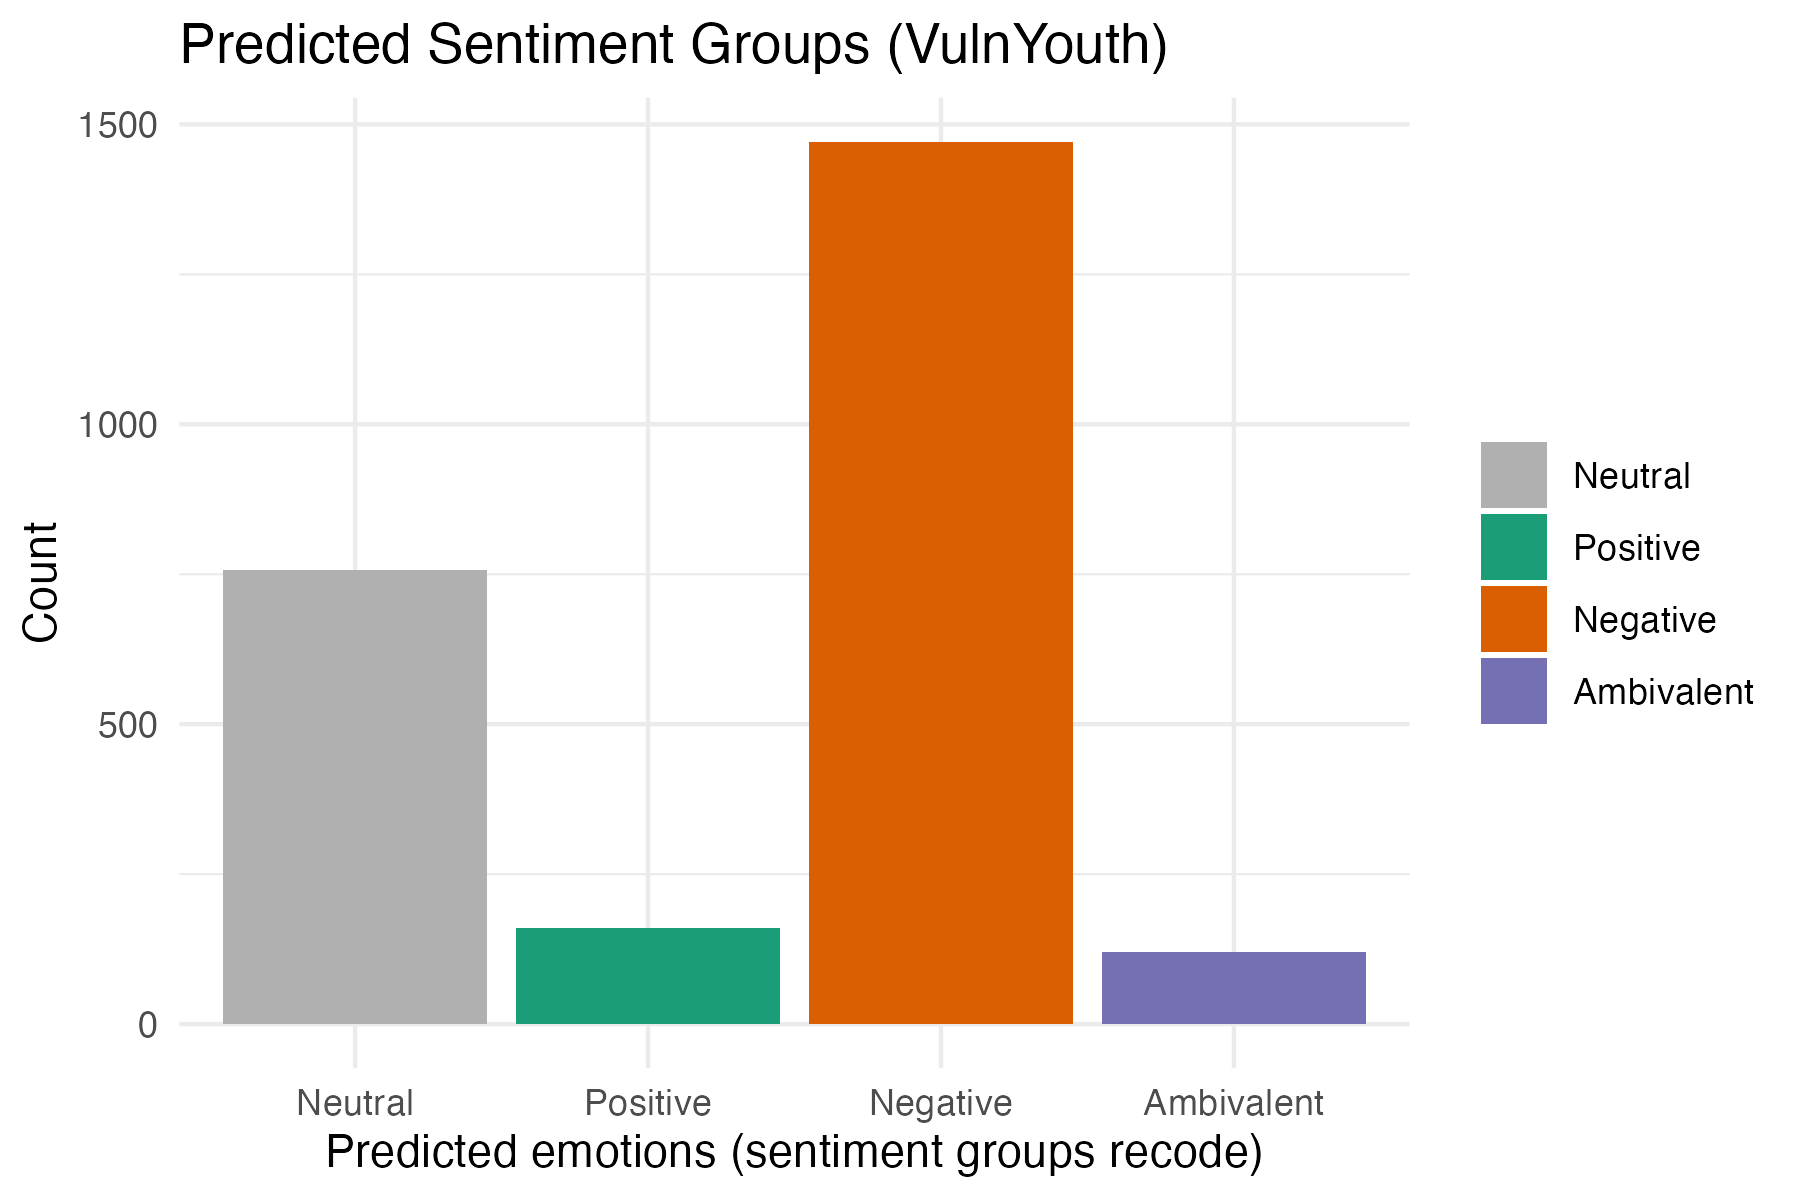 Predicted Sentiment Groups (VulnYouth)
1500
1000
500
0
Count
Neutral
Positive
Negative
Ambivalent
Predicted emotions (sentiment groups recode)
Neutral
Positive
Negative
Ambivalent